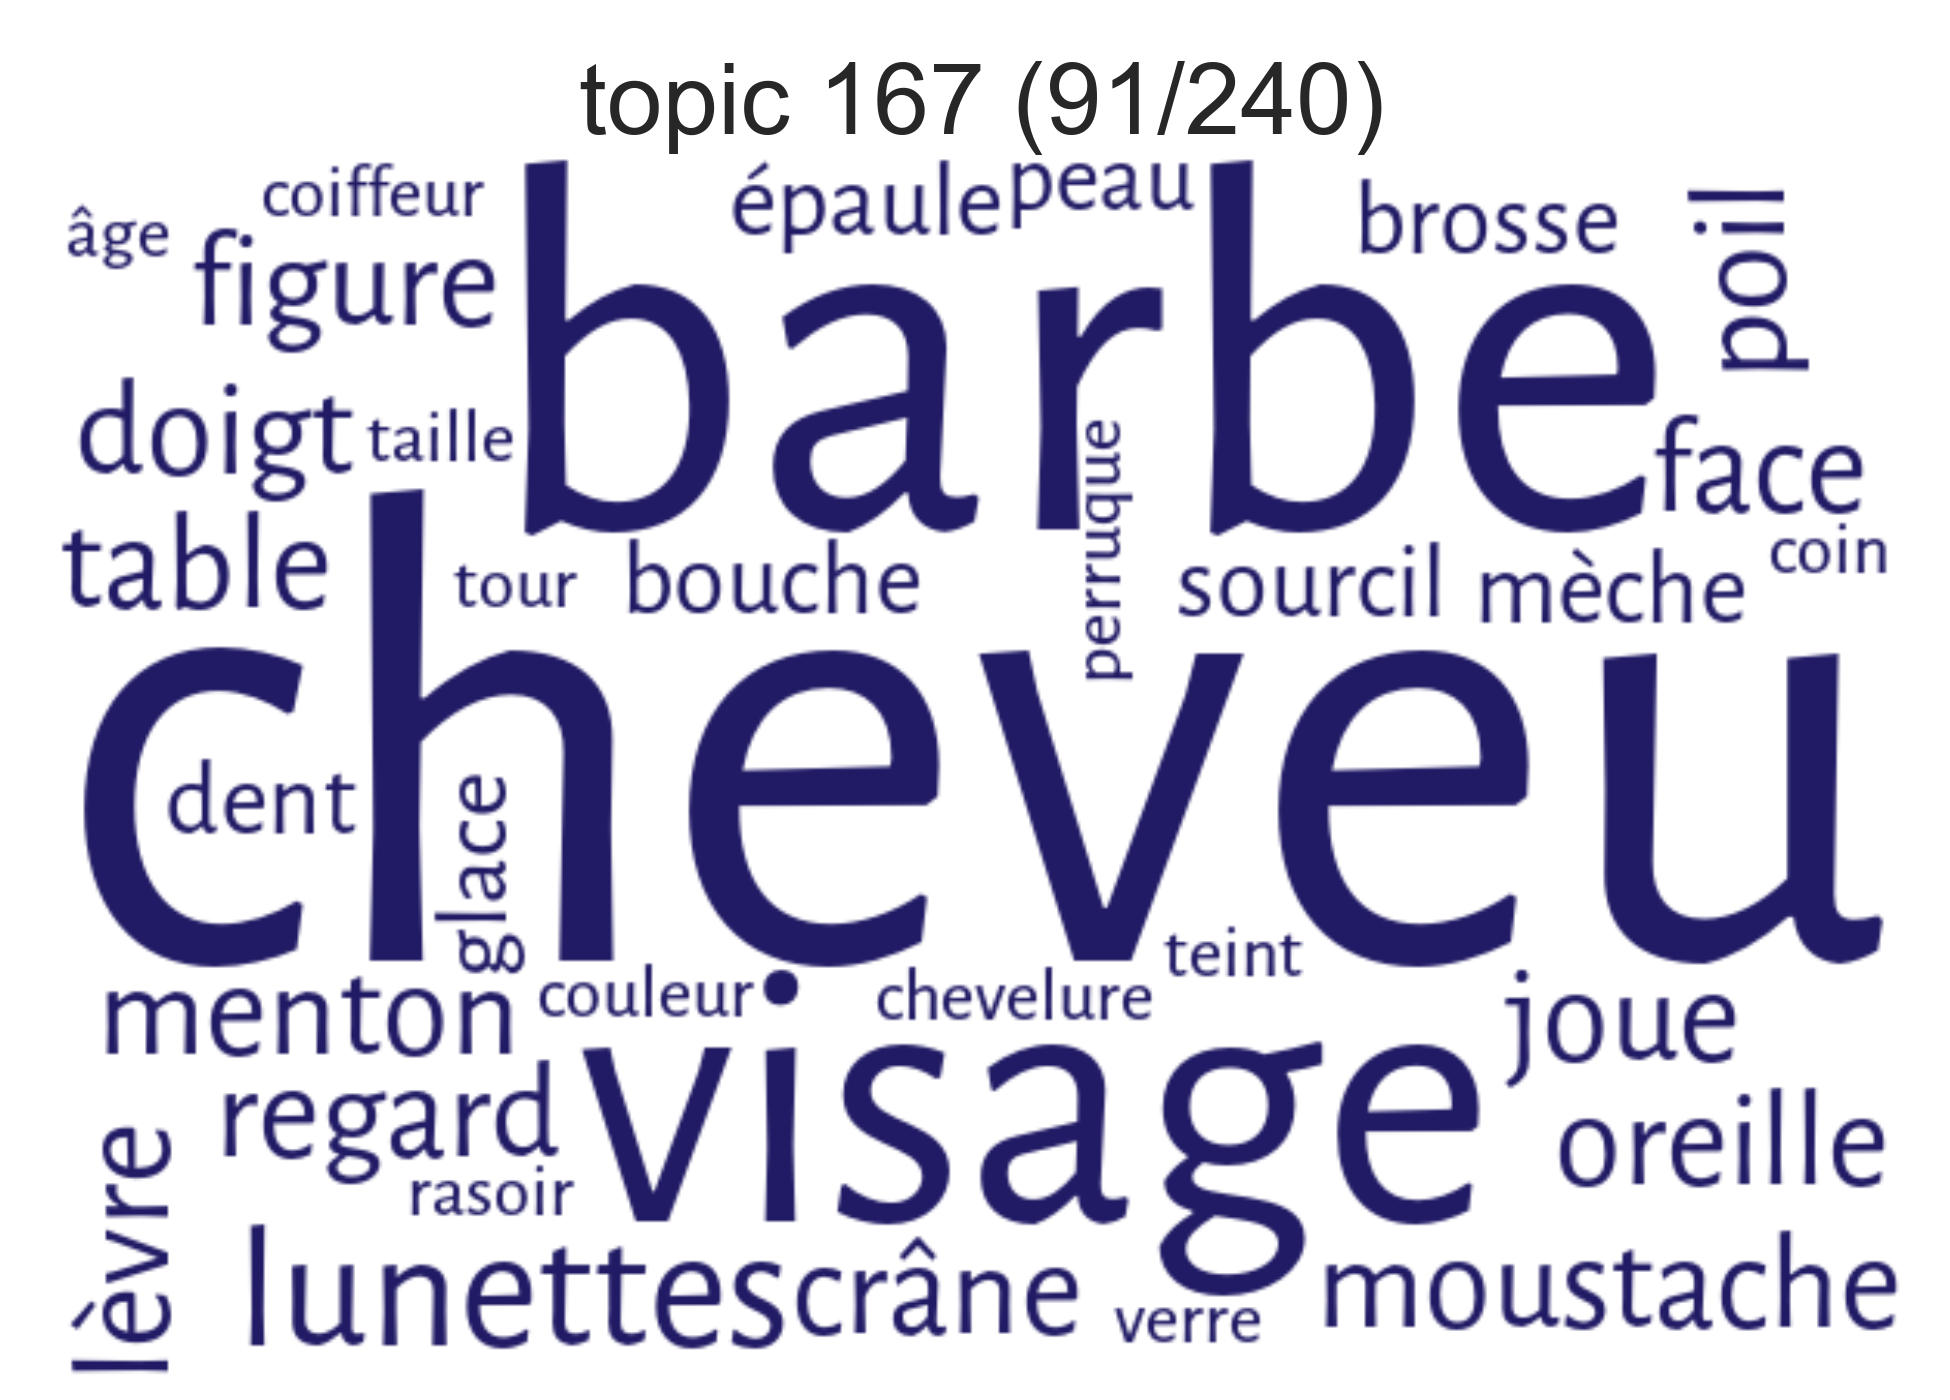 topic 167 (91/240)
coiffeur
épaule
peau
brosse
poil
âge
figure
barbe
doigt
taille
face
perruque
table
tour
bouche
sourcil
mèche
coin
cheveu
dent
glace
teint
menton
couleur
chevelure
joue
regard
visage
oreille
rasoir
lèvre
lunettes
crâne
verre
moustache